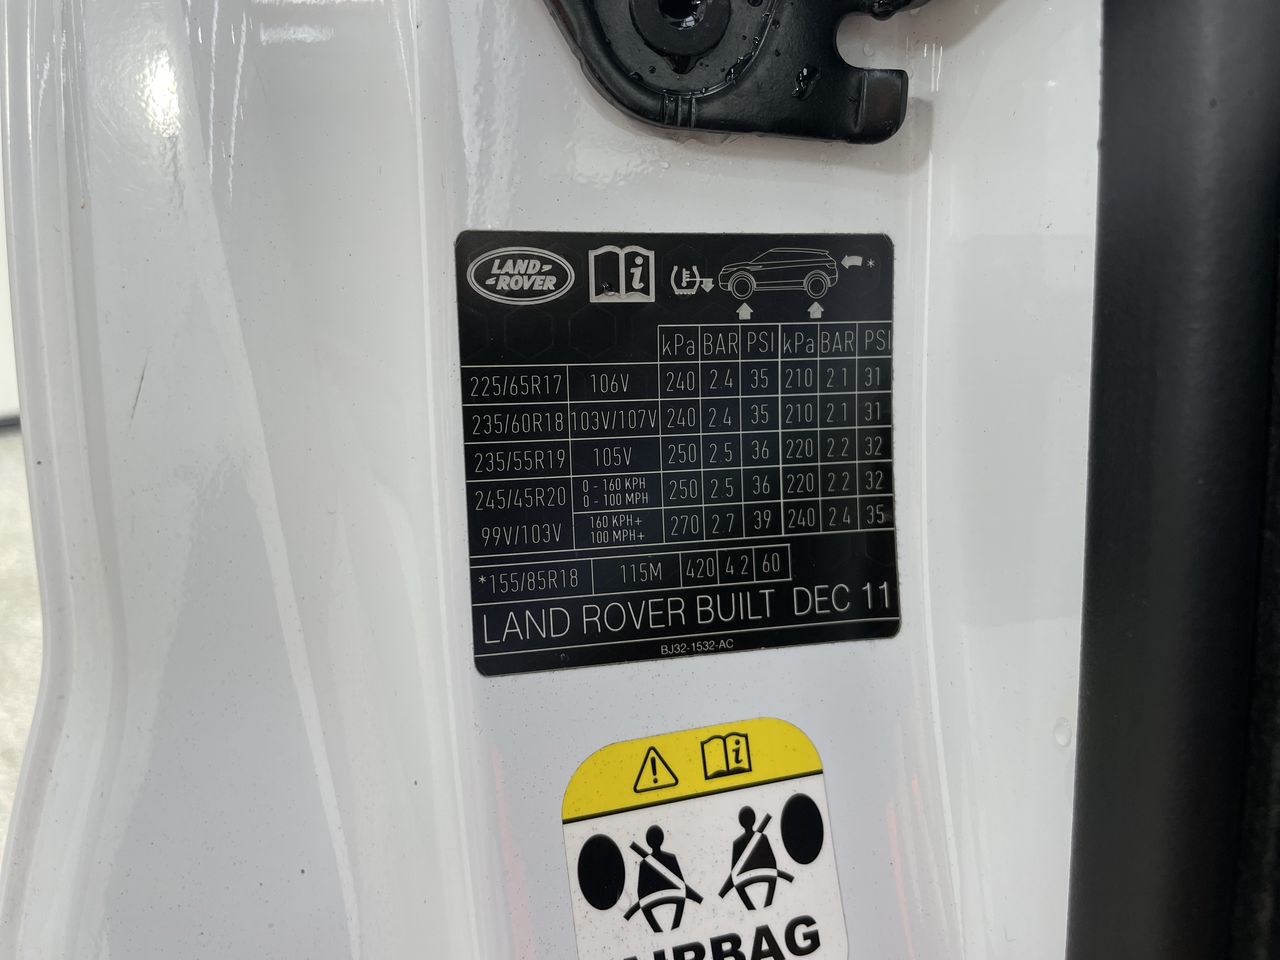 LAND ROVER
i
*
kPa BAR PSI kPa BAR PSI
225/65R17 106V 240 2.4 35 210 2.1 31
235/60R18 103V/107V 240 2.4 35 210 2.1 31
235/55R19 105V 250 2.5 36 220 2.2 32
245/45R20 0 - 160 KPH 0 - 100 MPH 250 2.5 36 220 2.2 32
99V/103V 160 KPH+ 100 MPH+ 270 2.7 39 240 2.4 35
*155/85R18 115M 420 4.2 60
LAND ROVER BUILT DEC 11
BJ32-1532-AC
! i
AIRBAG